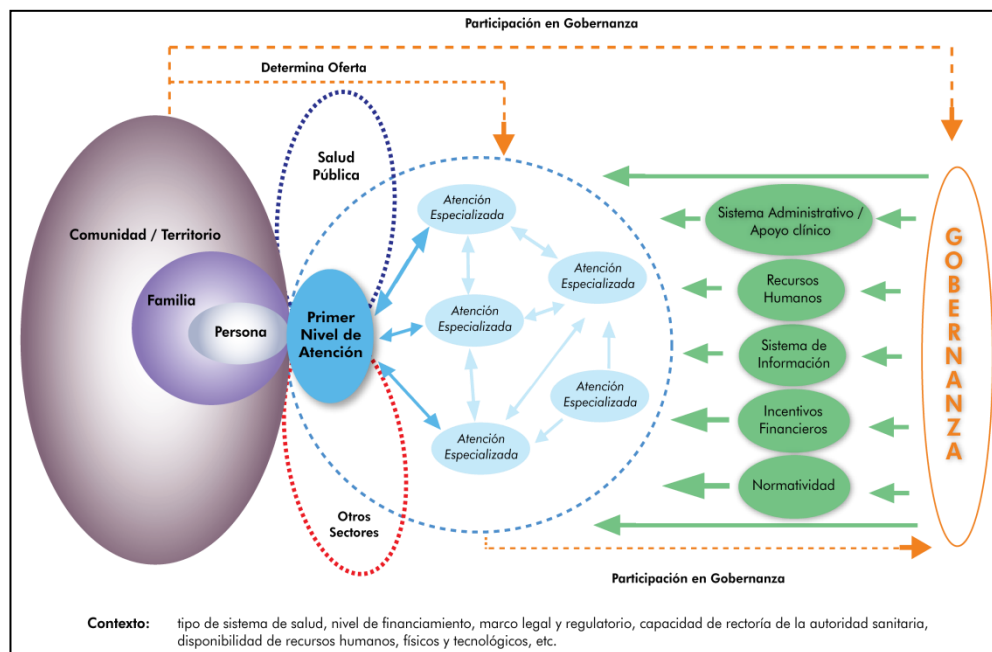 Participación en Gobernanza
Determina Oferta
Salud
Pública
Comunidad / Territorio
Familia
Persona
Primer
Nivel de
Atención
Otros
Sectores
Atención
Especializada
Atención
Especializada
Atención
Especializada
Atención
Especializada
Atención
Especializada
Sistema Administrativo /
Apoyo clínico
Recursos
Humanos
Sistema de
Información
Incentivos
Financieros
Normatividad
GOBERNANZA
Participación en Gobernanza
Contexto: tipo de sistema de salud, nivel de financiamiento, marco legal y regulatorio, capacidad de rectoría de la autoridad sanitaria,
disponibilidad de recursos humanos, físicos y tecnológicos, etc.